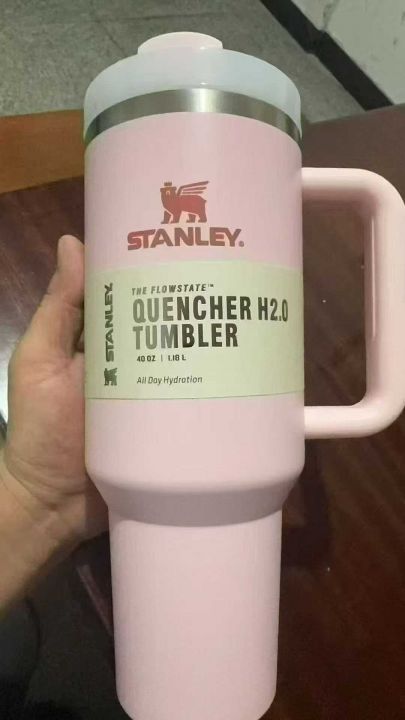 STANLEY.
STANLEY.
THE FLOWSTATE™
QUENCHER H2.0
TUMBLER
40 OZ | 1.18 L
All Day Hydration